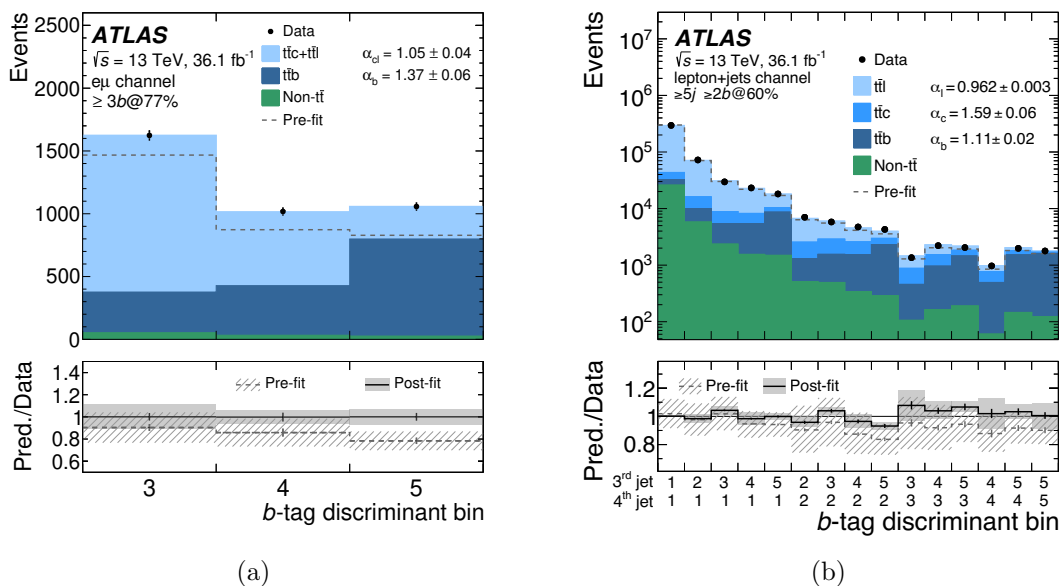 Events
2500
2000
1500
1000
500
0
ATLAS
√s = 13 TeV, 36.1 fb⁻¹
eμ channel
≥ 3b@77%
Data
tt̄c+tt̄l
tt̄b
Non-tt̄
Pre-fit
α_cl = 1.05 ± 0.04
α_b = 1.37 ± 0.06
Pred./Data
1.4
1.2
1
0.8
0.6
Pre-fit
Post-fit
3 4 5
b-tag discriminant bin
(a)
Events
10⁷
10⁶
10⁵
10⁴
10³
10²
ATLAS
√s = 13 TeV, 36.1 fb⁻¹
lepton+jets channel
≥5j ≥2b@60%
Data
tt̄l
tt̄c
tt̄b
Non-tt̄
Pre-fit
α_l = 0.962± 0.003
α_c = 1.59 ± 0.06
α_b = 1.11± 0.02
Pred./Data
1.2
1
0.8
Pre-fit
Post-fit
3rd jet 1 2 3 4 5 2 3 4 5 3 4 5 4 5 5
4th jet 1 1 1 1 1 2 2 2 2 3 3 3 4 4 5
b-tag discriminant bin
(b)